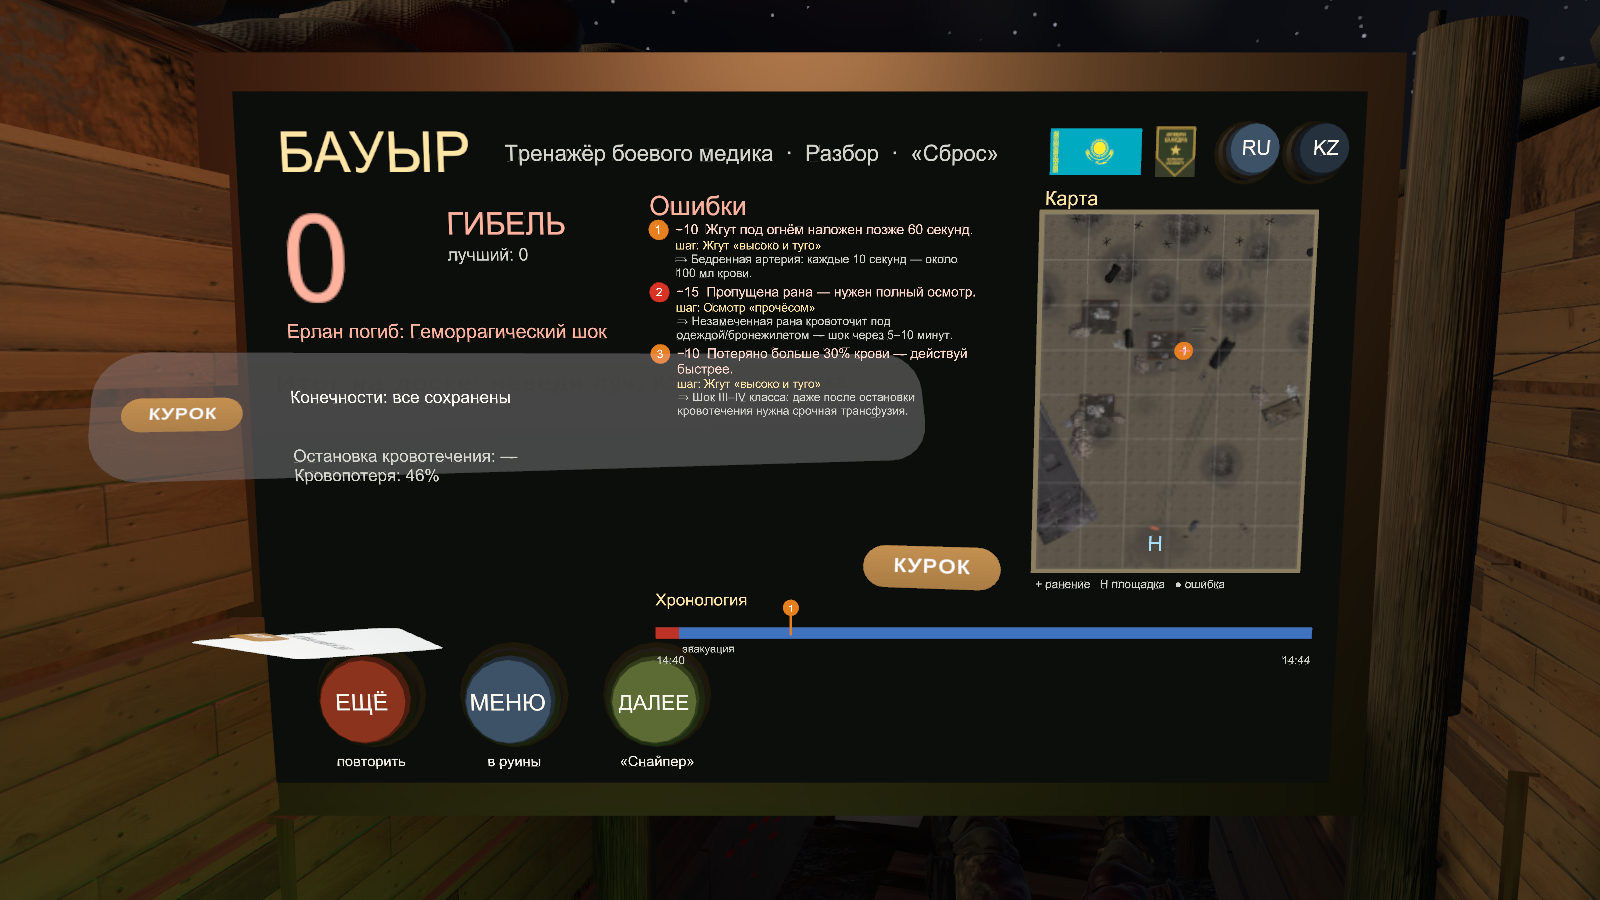 БАУЫР
Тренажёр боевого медика · Разбор · «Сброс»
RU
KZ
0
ГИБЕЛЬ
лучший: 0
Ерлан погиб: Геморрагический шок
КУРОК
Конечности: все сохранены
Остановка кровотечения: —
Кровопотеря: 46%
Ошибки
1 −10 Жгут под огнём наложен позже 60 секунд.
шаг: Жгут «высоко и туго»
⇒ Бедренная артерия: каждые 10 секунд — около
100 мл крови.
2 −15 Пропущена рана — нужен полный осмотр.
шаг: Осмотр «прочёсом»
⇒ Незамеченная рана кровоточит под
одеждой/бронежилетом — шок через 5–10 минут.
3 −10 Потеряно больше 30% крови — действуй
быстрее.
шаг: Жгут «высоко и туго»
⇒ Шок III–IV класса: даже после остановки
кровотечения нужна срочная трансфузия.
Карта
1
H
+ ранение H площадка ● ошибка
КУРОК
Хронология
1
эвакуация
14:40
14:44
ЕЩЁ
МЕНЮ
ДАЛЕЕ
повторить
в руины
«Снайпер»